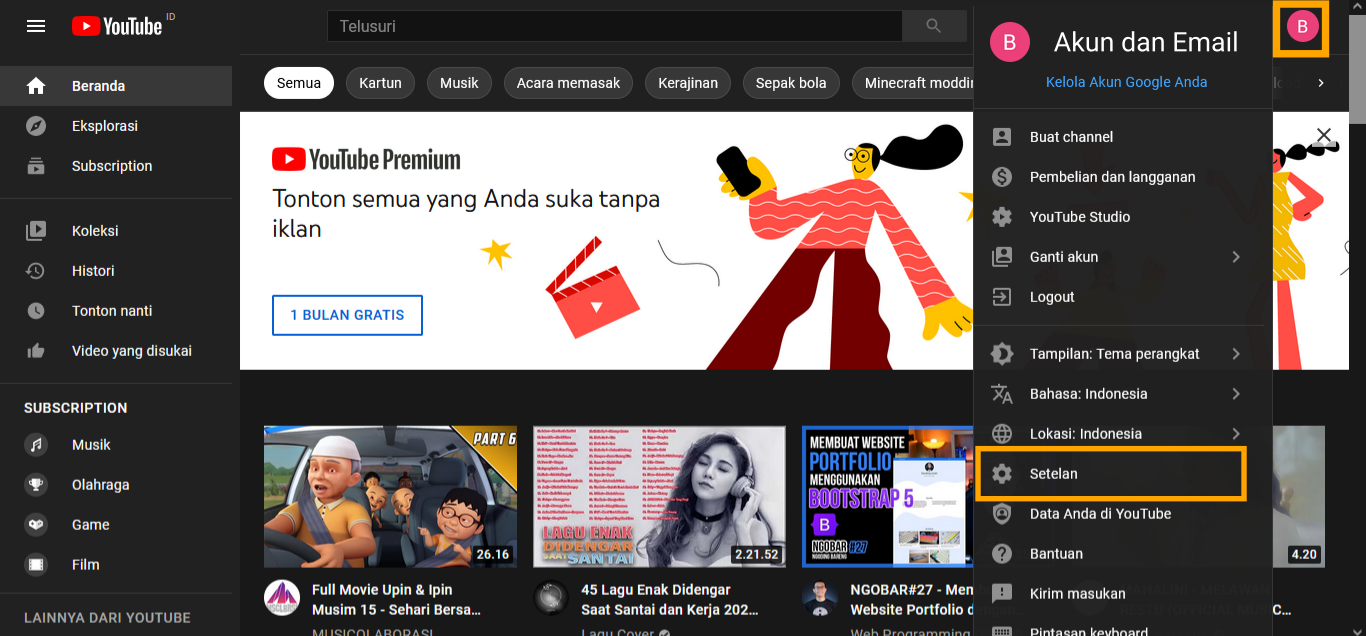 YouTube ID
Telusuri
B
Akun dan Email
B
Kelola Akun Google Anda
Beranda
Eksplorasi
Subscription
Koleksi
Histori
Tonton nanti
Video yang disukai
SUBSCRIPTION
Musik
Olahraga
Game
Film
LAINNYA DARI YOUTUBE
Semua
Kartun
Musik
Acara memasak
Kerajinan
Sepak bola
Minecraft moddin
YouTube Premium
Tonton semua yang Anda suka tanpa
iklan
1 BULAN GRATIS
PART 6
26.16
Full Movie Upin & Ipin
Musim 15 - Sehari Bersa...
MUSICOLABORASI
LAGU ENAK
DIDENGAR
SAAT SANTAI
2.21.52
45 Lagu Enak Didengar
Saat Santai dan Kerja 202...
Lagu Cover
MEMBUAT WEBSITE
PORTFOLIO
MENGGUNAKAN
BOOTSTRAP 5
B
NGOBAR#27
NGODING BARENG
NGOBAR#27 - Mem
Website Portfolio d
Web Programming
4.20
C...
Buat channel
Pembelian dan langganan
YouTube Studio
Ganti akun
Logout
Tampilan: Tema perangkat
Bahasa: Indonesia
Lokasi: Indonesia
Setelan
Data Anda di YouTube
Bantuan
Kirim masukan
Pintasan keyboard